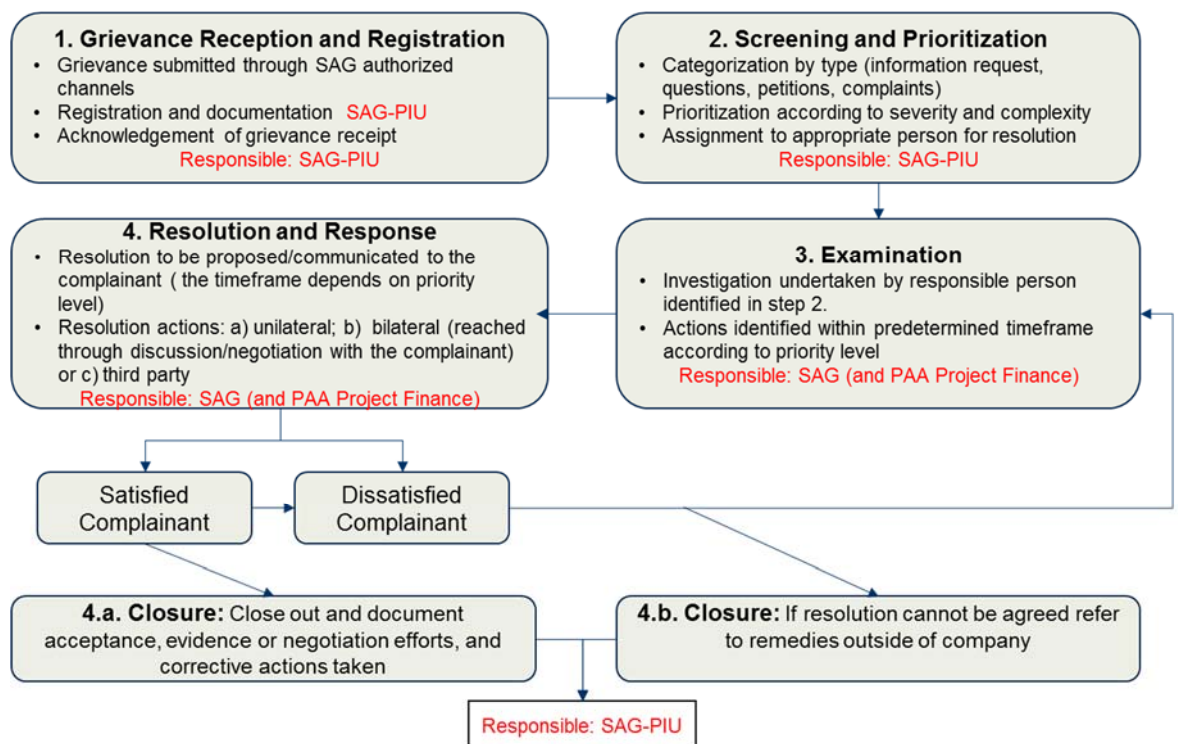 1. Grievance Reception and Registration
• Grievance submitted through SAG authorized
channels
• Registration and documentation SAG-PIU
• Acknowledgement of grievance receipt
Responsible: SAG-PIU
2. Screening and Prioritization
• Categorization by type (information request,
questions, petitions, complaints)
• Prioritization according to severity and complexity
• Assignment to appropriate person for resolution
Responsible: SAG-PIU
3. Examination
• Investigation undertaken by responsible person
identified in step 2.
• Actions identified within predetermined timeframe
according to priority level
Responsible: SAG (and PAA Project Finance)
4. Resolution and Response
• Resolution to be proposed/communicated to the
complainant ( the timeframe depends on priority
level)
• Resolution actions: a) unilateral; b) bilateral (reached
through discussion/negotiation with the complainant)
or c) third party
Responsible: SAG (and PAA Project Finance)
Satisfied
Complainant
Dissatisfied
Complainant
4.a. Closure: Close out and document
acceptance, evidence or negotiation efforts, and
corrective actions taken
4.b. Closure: If resolution cannot be agreed refer
to remedies outside of company
Responsible: SAG-PIU